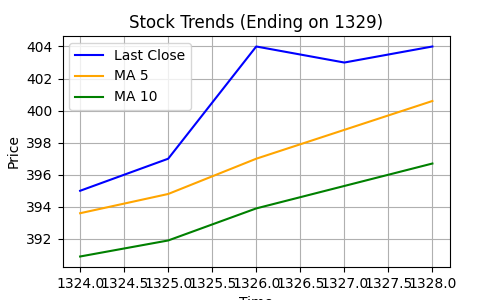 Stock Trends (Ending on 1329)
Last Close
MA 5
MA 10
Price
404
402
400
398
396
394
392
1324.0 1324.5 1325.0 1325.5 1326.0 1326.5 1327.0 1327.5 1328.0
Time